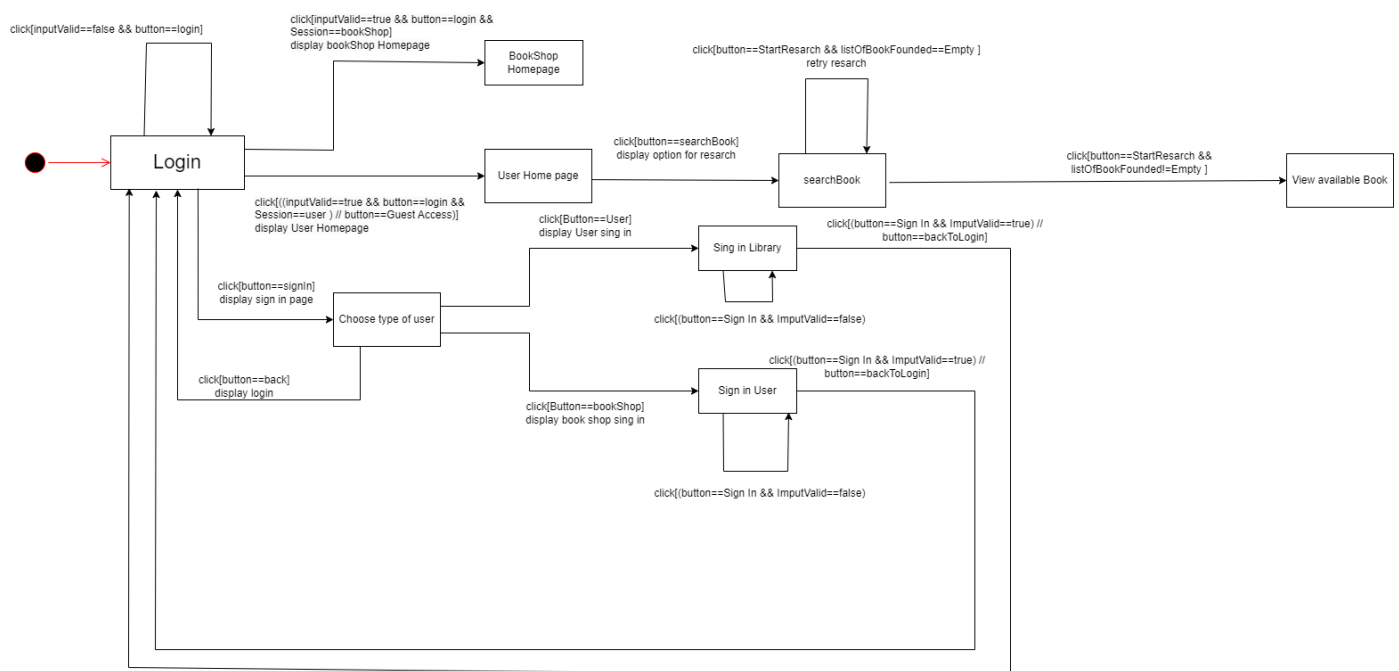 click[inputValid==false && button==login]
click[inputValid==true && button==login &&
Session==bookShop]
display bookShop Homepage
BookShop
Homepage
click[button==StartResarch && listOfBookFounded==Empty ]
retry resarch
Login
click[button==searchBook]
display option for resarch
User Home page
searchBook
click[button==StartResarch &&
listOfBookFounded!=Empty ]
View available Book
click[((inputValid==true && button==login &&
Session==user ) // button==Guest Access)]
display User Homepage
click[Button==User]
display User sing in
Sing in Library
click[(button==Sign In && ImputValid==true) //
button==backToLogin]
click[button==signIn]
display sign in page
Choose type of user
click[(button==Sign In && ImputValid==false)
click[button==back]
display login
click[Button==bookShop]
display book shop sing in
Sign in User
click[(button==Sign In && ImputValid==true) //
button==backToLogin]
click[(button==Sign In && ImputValid==false)